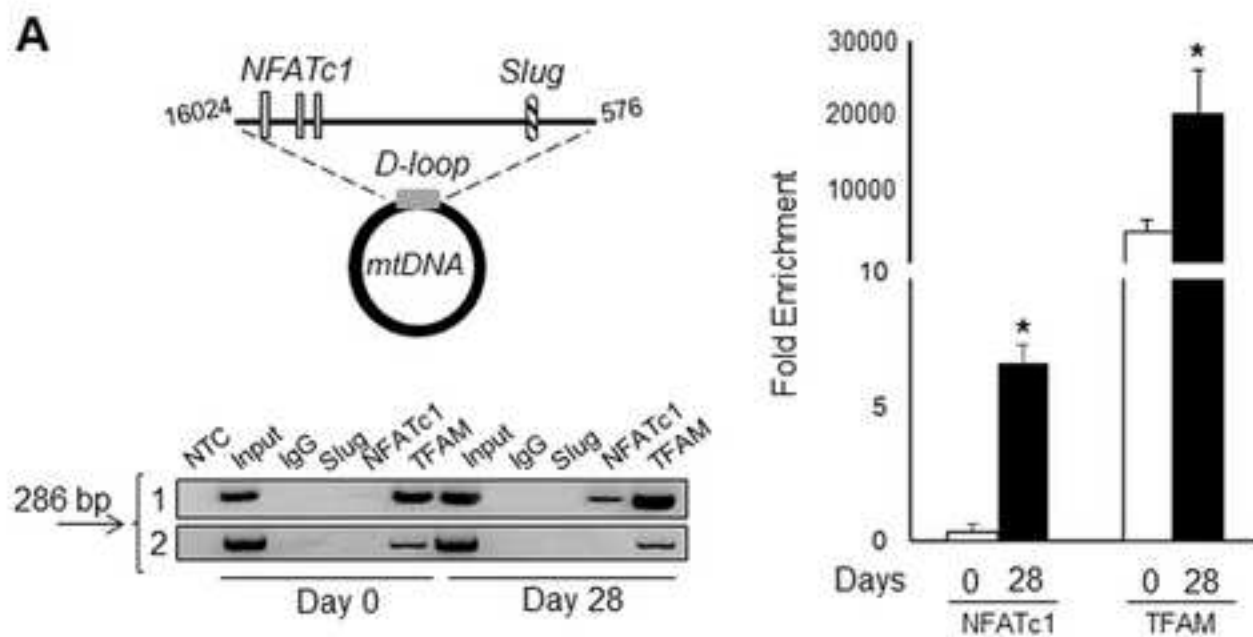 A
NFATc1 Slug
16024 576
D-loop
mtDNA
NTC Input IgG Slug NFATc1 TFAM Input IgG Slug NFATc1 TFAM
286 bp
1
2
Day 0 Day 28
Fold Enrichment
30000
20000
10000
10
5
0
* *
Days 0 28 0 28
NFATc1 TFAM